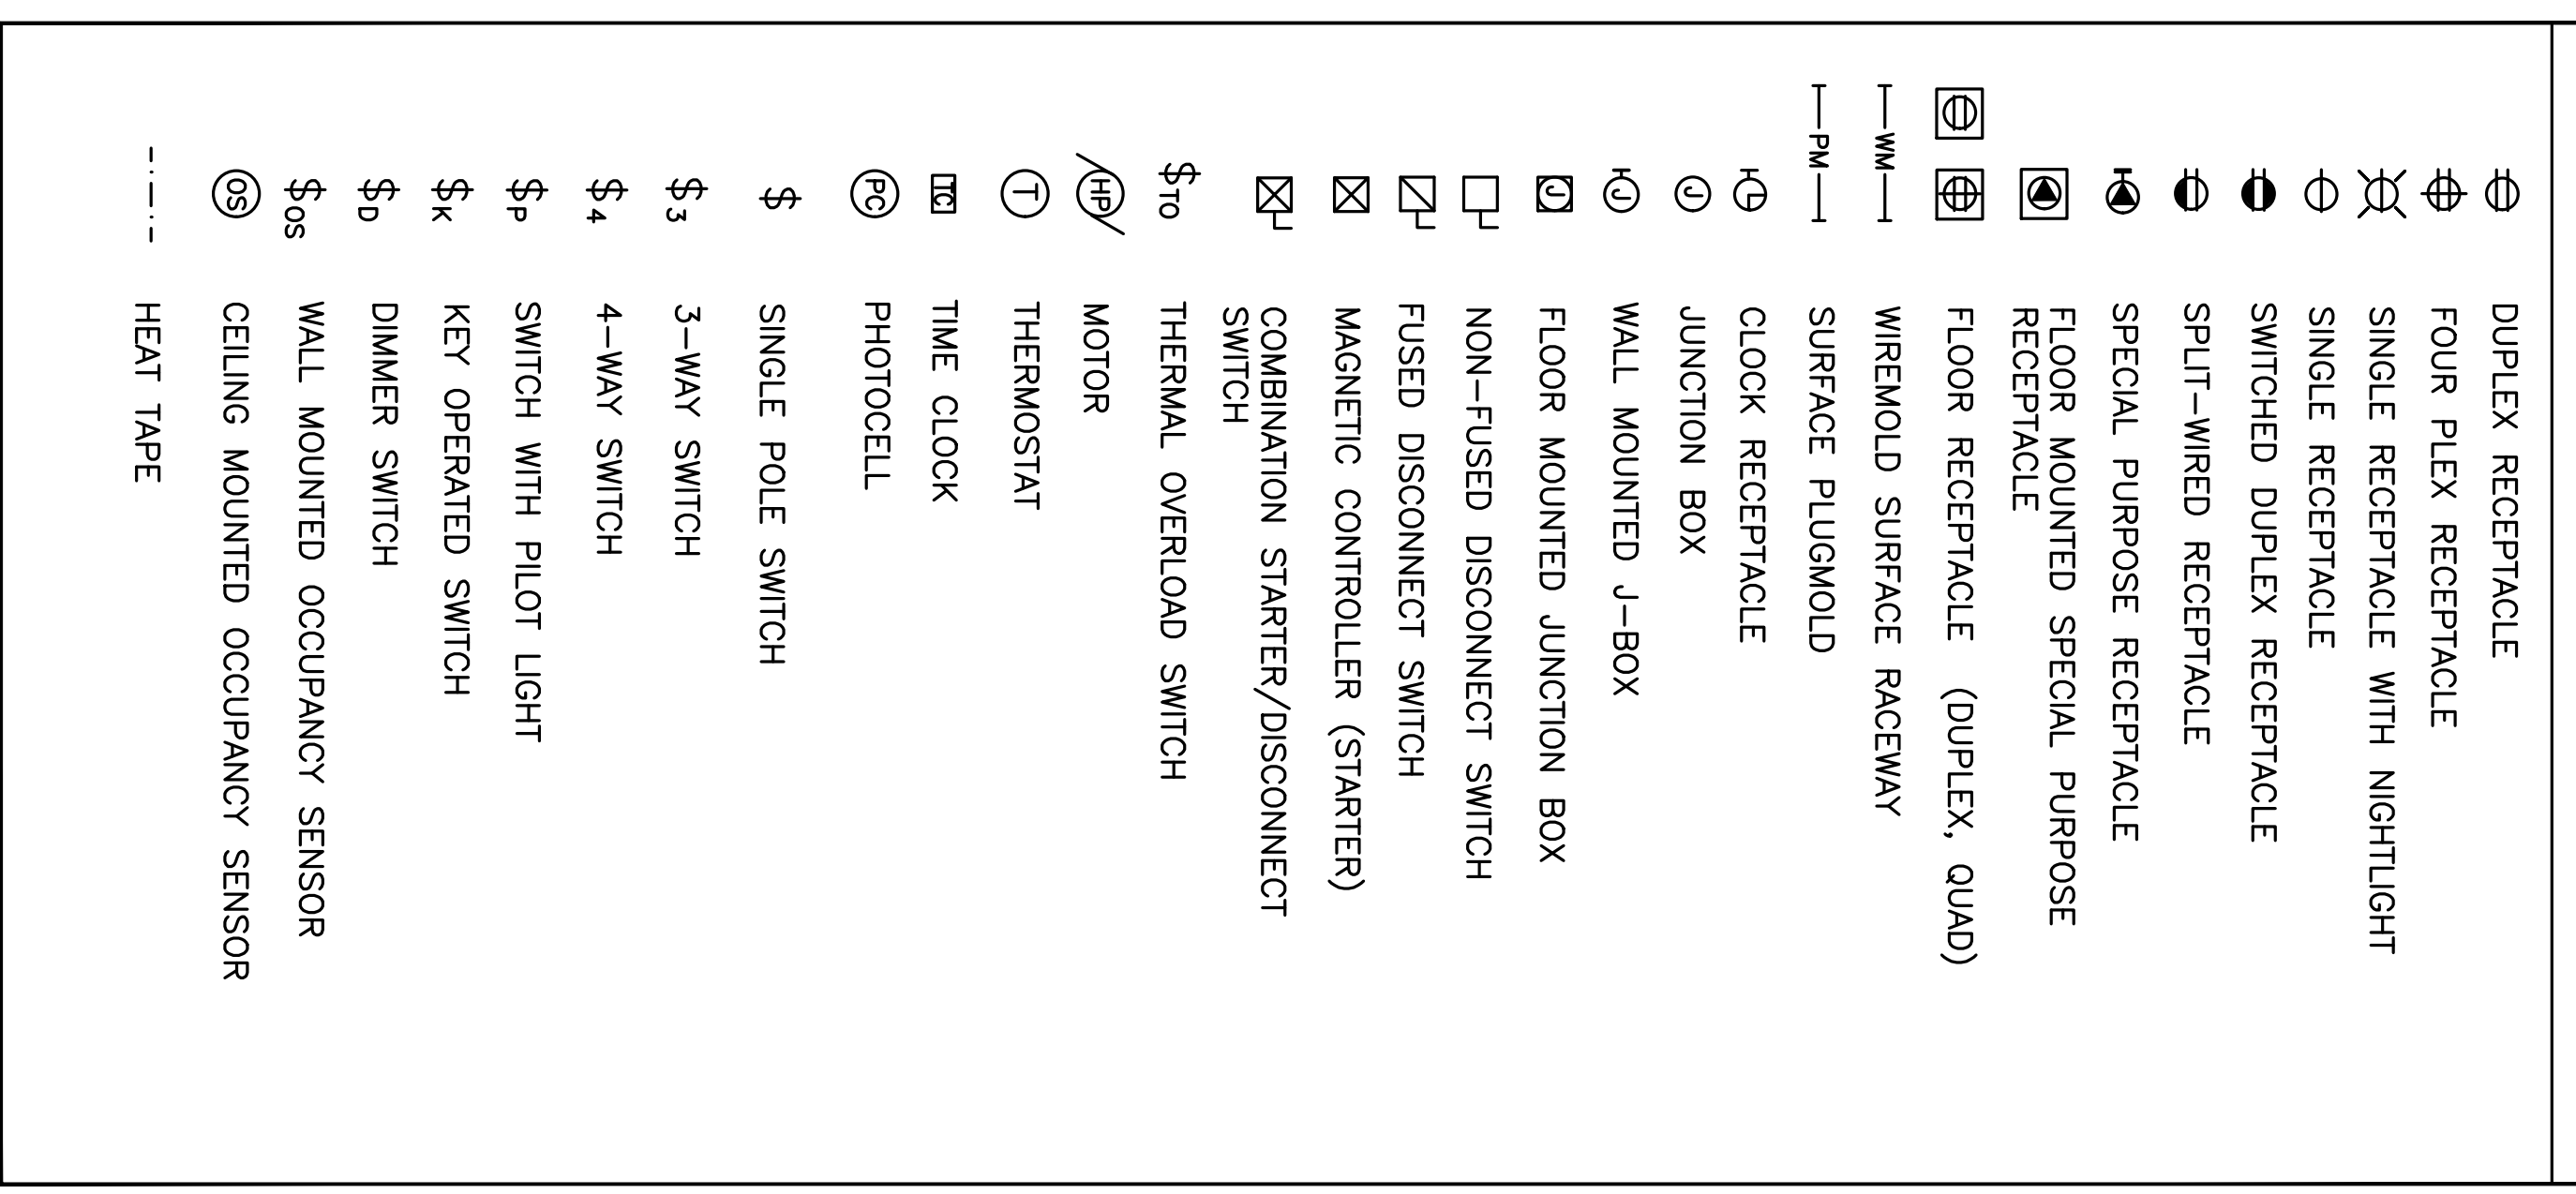 DUPLEX RECEPTACLE
FOUR PLEX RECEPTACLE
SINGLE RECEPTACLE WITH NIGHTLIGHT
SINGLE RECEPTACLE
SWITCHED DUPLEX RECEPTACLE
SPLIT-WIRED RECEPTACLE
SPECIAL PURPOSE RECEPTACLE
FLOOR MOUNTED SPECIAL PURPOSE
RECEPTACLE
FLOOR RECEPTACLE (DUPLEX, QUAD)
WM WIREMOLD SURFACE RACEWAY
PM SURFACE PLUGMOLD
L CLOCK RECEPTACLE
J JUNCTION BOX
J WALL MOUNTED J-BOX
J FLOOR MOUNTED JUNCTION BOX
NON-FUSED DISCONNECT SWITCH
FUSED DISCONNECT SWITCH
MAGNETIC CONTROLLER (STARTER)
COMBINATION STARTER/DISCONNECT
SWITCH
$TO THERMAL OVERLOAD SWITCH
HP MOTOR
T THERMOSTAT
TC TIME CLOCK
PC PHOTOCELL
$ SINGLE POLE SWITCH
$3 3-WAY SWITCH
$4 4-WAY SWITCH
$P SWITCH WITH PILOT LIGHT
$K KEY OPERATED SWITCH
$D DIMMER SWITCH
$OS WALL MOUNTED OCCUPANCY SENSOR
OS CEILING MOUNTED OCCUPANCY SENSOR
HEAT TAPE